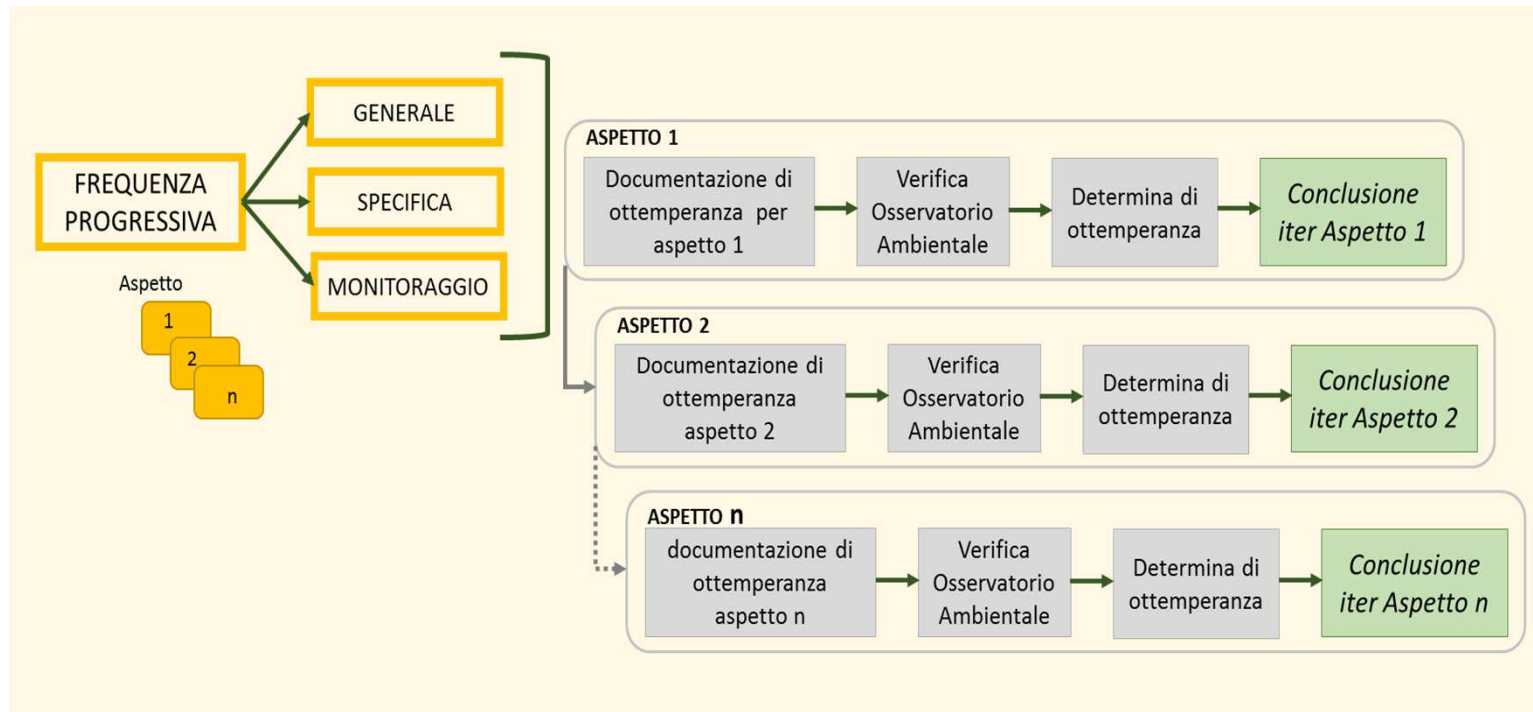 FREQUENZA
PROGRESSIVA
Aspetto
1
2
n
GENERALE
SPECIFICA
MONITORAGGIO
ASPETTO 1
Documentazione di
ottemperanza per
aspetto 1
Verifica
Osservatorio
Ambientale
Determina di
ottemperanza
Conclusione
iter Aspetto 1
ASPETTO 2
Documentazione di
ottemperanza
aspetto 2
Verifica
Osservatorio
Ambientale
Determina di
ottemperanza
Conclusione
iter Aspetto 2
ASPETTO n
documentazione di
ottemperanza
aspetto n
Verifica
Osservatorio
Ambientale
Determina di
ottemperanza
Conclusione
iter Aspetto n